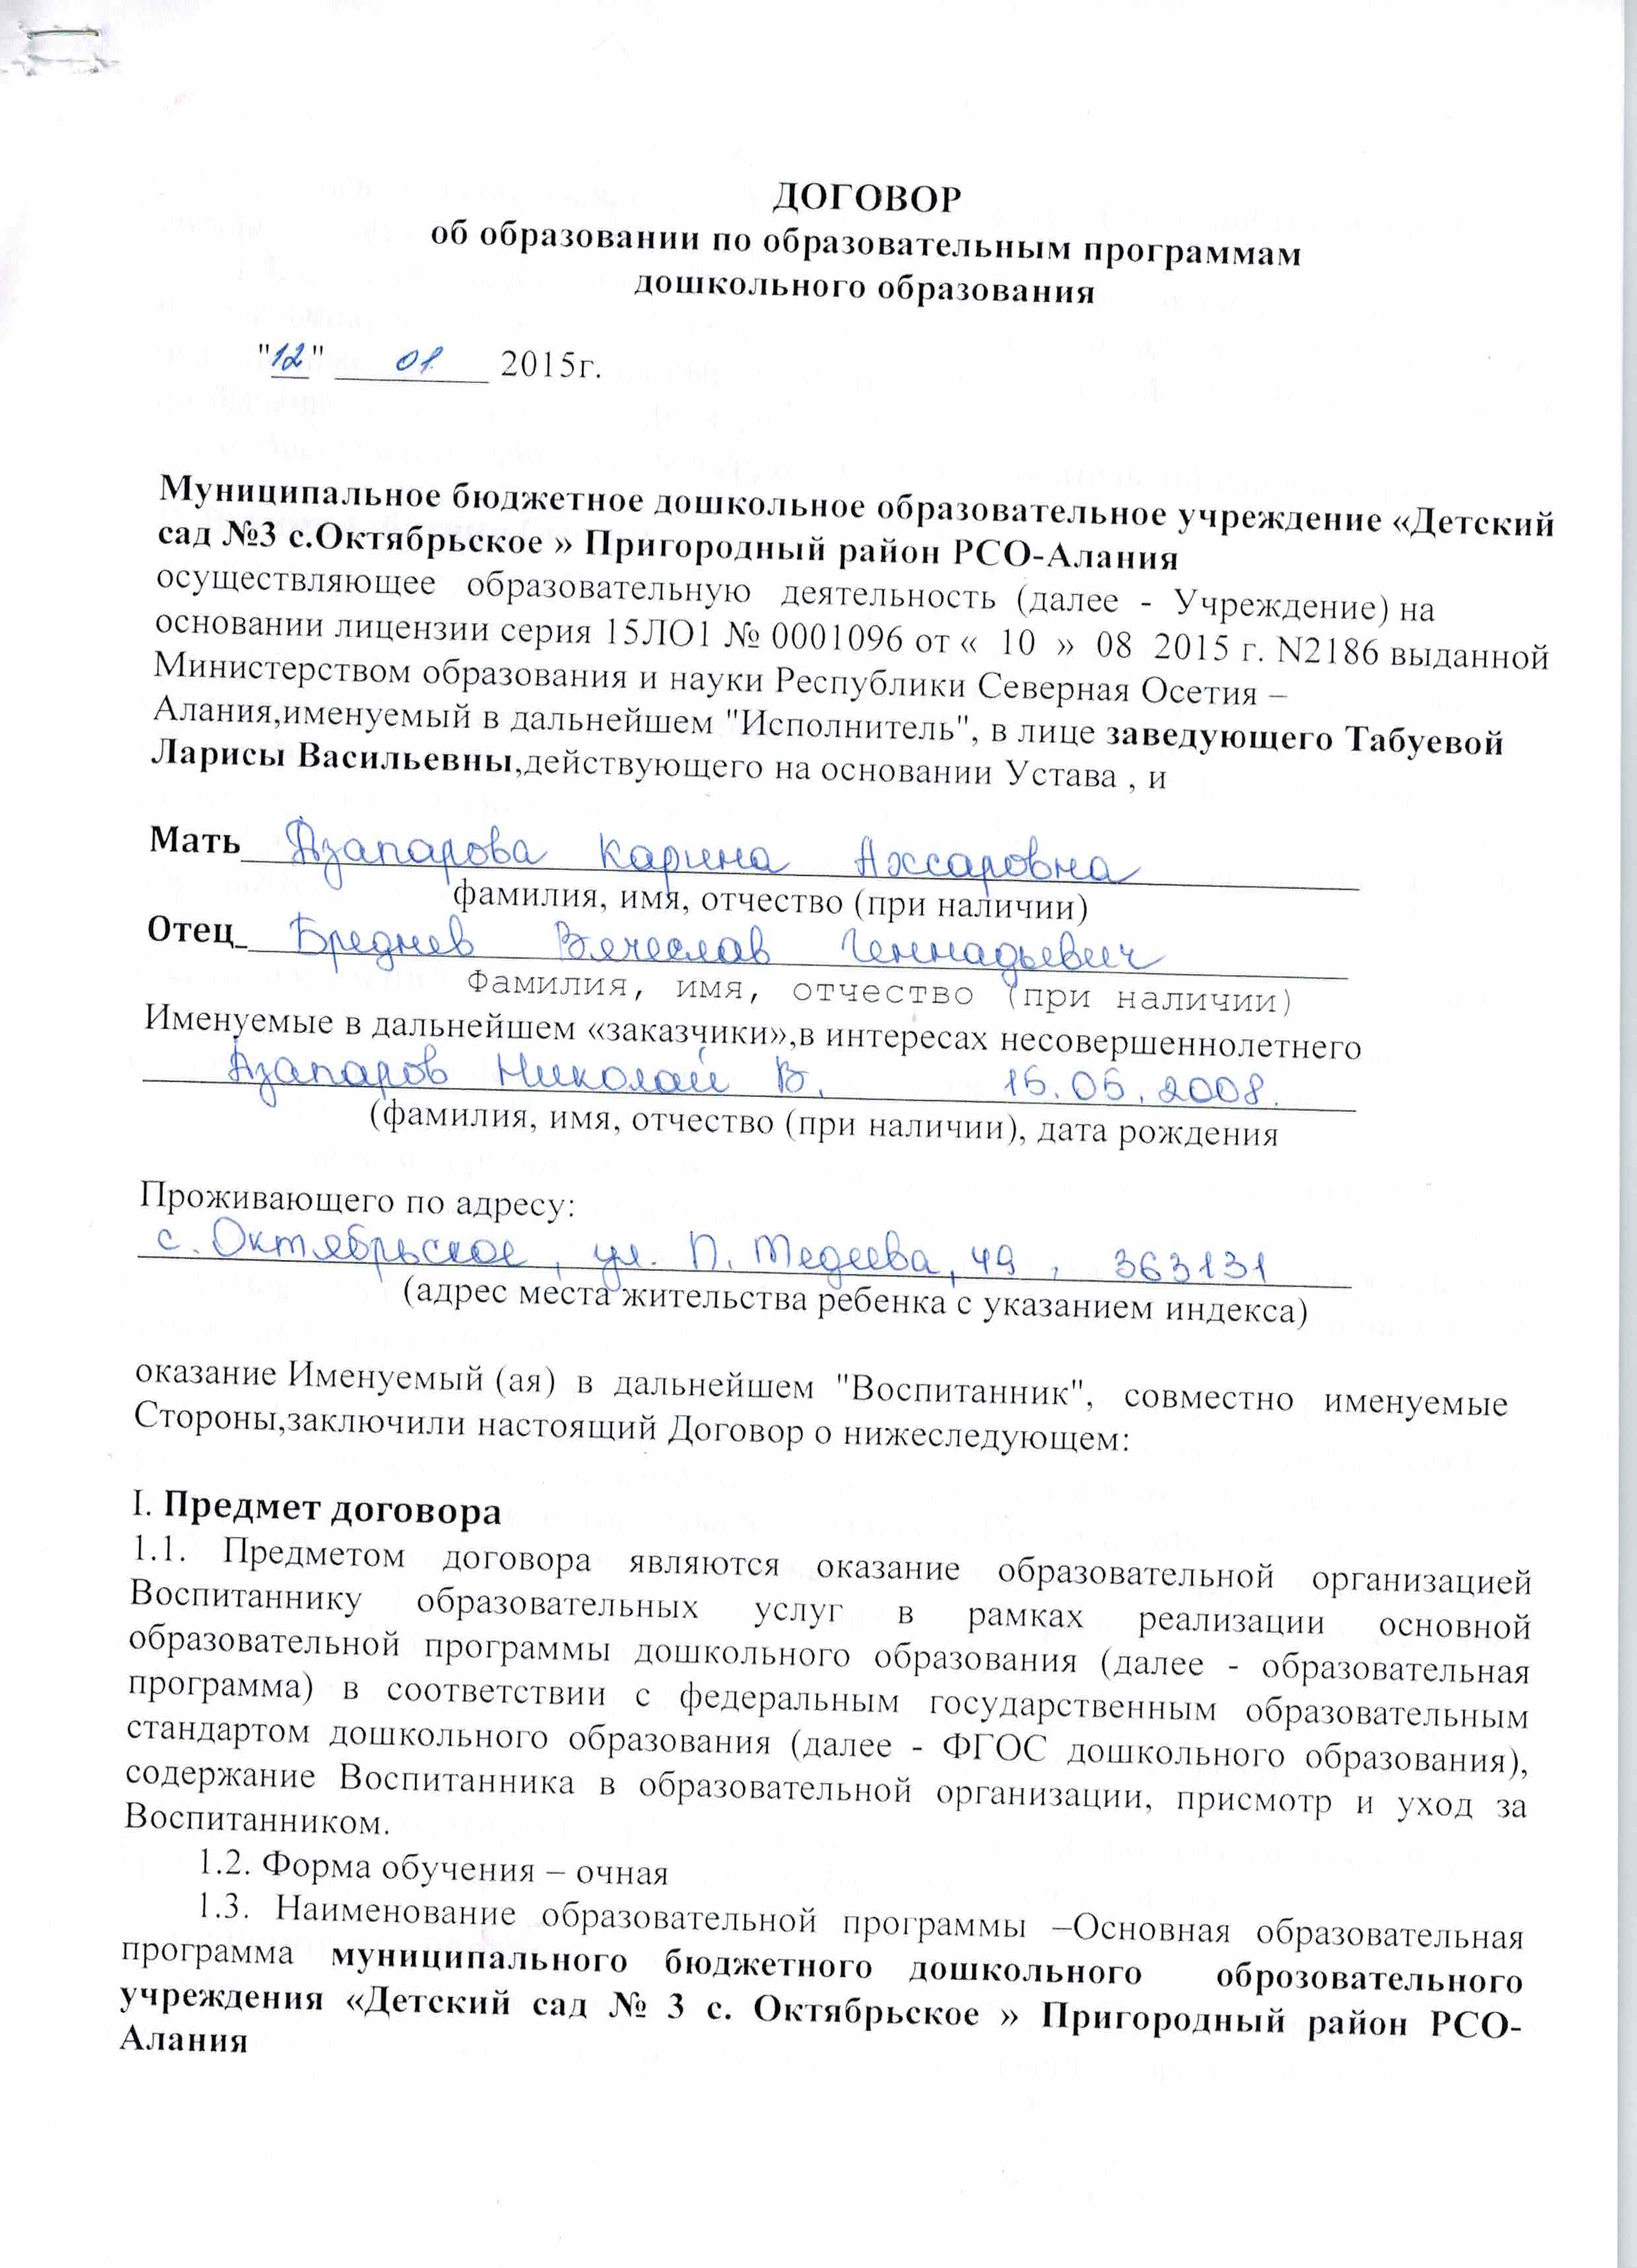 ДОГОВОР
об образовании по образовательным программам
дошкольного образования
"12" 01. 2015г.
Муниципальное бюджетное дошкольное образовательное учреждение «Детский
сад №3 с.Октябрьское » Пригородный район РСО-Алания
осуществляющее образовательную деятельность (далее - Учреждение) на
основании лицензии серия 15ЛО1 № 0001096 от « 10 » 08 2015 г. N2186 выданной
Министерством образования и науки Республики Северная Осетия –
Алания,именуемый в дальнейшем "Исполнитель", в лице заведующего Табуевой
Ларисы Васильевны,действующего на основании Устава , и
Мать Дзапарова Карина Ахсаровна
фамилия, имя, отчество (при наличии)
Отец Бреднев Вячеслав Геннадьевич
Фамилия, имя, отчество (при наличии)
Именуемые в дальнейшем «заказчики»,в интересах несовершеннолетнего
Дзапаров Николай В. 15.05.2008.
(фамилия, имя, отчество (при наличии), дата рождения
Проживающего по адресу:
с. Октябрьское, ул. П. Тедеева, 49, 363131
(адрес места жительства ребенка с указанием индекса)
оказание Именуемый (ая) в дальнейшем "Воспитанник", совместно именуемые
Стороны,заключили настоящий Договор о нижеследующем:
I. Предмет договора
1.1. Предметом договора являются оказание образовательной организацией
Воспитаннику образовательных услуг в рамках реализации основной
образовательной программы дошкольного образования (далее - образовательная
программа) в соответствии с федеральным государственным образовательным
стандартом дошкольного образования (далее - ФГОС дошкольного образования),
содержание Воспитанника в образовательной организации, присмотр и уход за
Воспитанником.
1.2. Форма обучения – очная
1.3. Наименование образовательной программы –Основная образовательная
программа муниципального бюджетного дошкольного оброзовательного
учреждения «Детский сад № 3 с. Октябрьское » Пригородный район РСО-
Алания